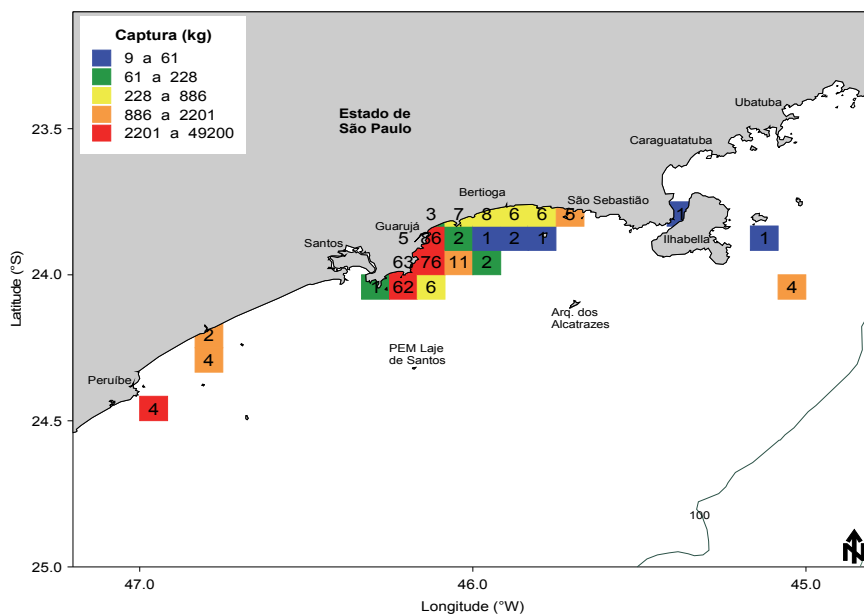 Captura (kg)
9 a 61
61 a 228
228 a 886
886 a 2201
2201 a 49200
Estado de
São Paulo
Ubatuba
Caraguatatuba
São Sebastião
Bertioga
Guarujá
Santos
Ilhabella
Arq. dos
Alcatrazes
PEM Laje
de Santos
Peruíbe
3 7 8 6 6 5 1
5 86 2 1 2 1 1
63 76 11 2
1 62 6 4
2
4
4
100
N
23.5
24.0
24.5
25.0
Latitude (°S)
47.0 46.0 45.0
Longitude (°W)